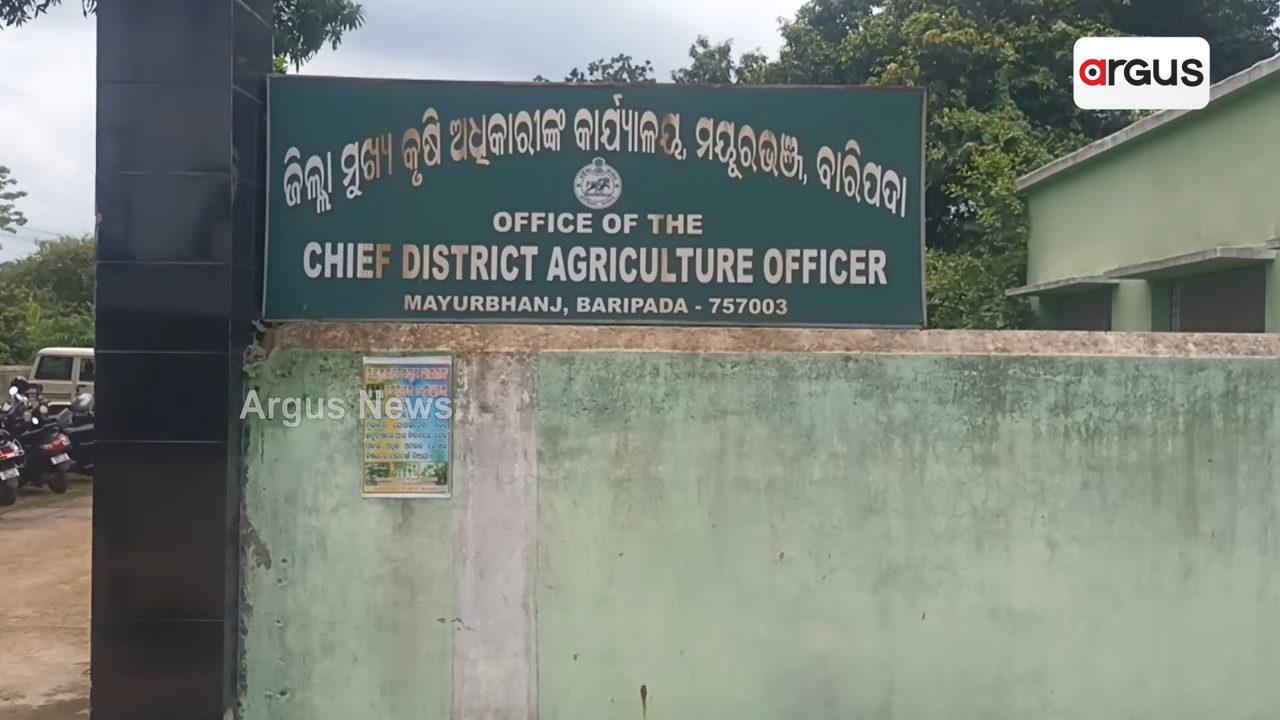 argus
ଜିଲ୍ଲା ମୁଖ୍ୟ କୃଷି ଅଧିକାରୀଙ୍କ କାର୍ଯ୍ୟାଳୟ, ମୟୂରଭଞ୍ଜ, ବାରିପଦା
OFFICE OF THE
CHIEF DISTRICT AGRICULTURE OFFICER
MAYURBHANJ, BARIPADA - 757003
Argus News